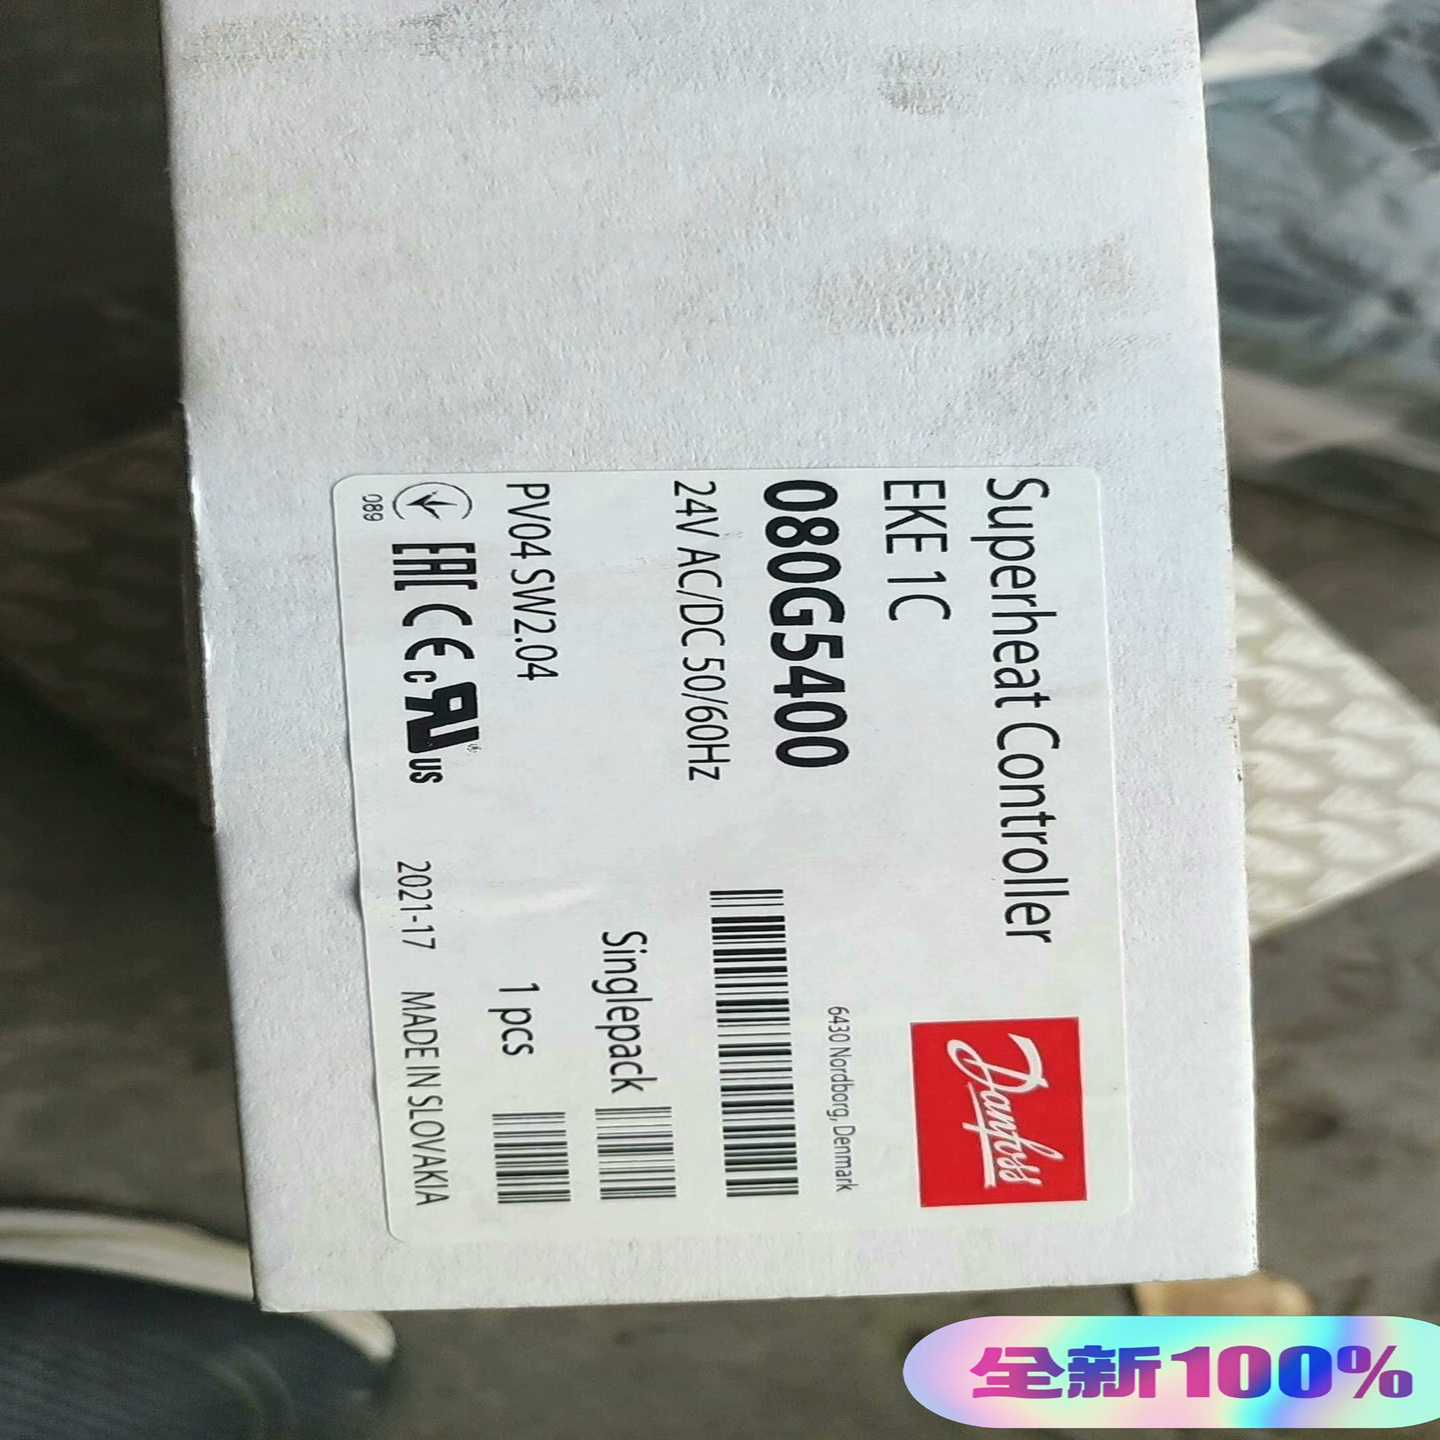 Superheat Controller
EKE 1C
080G5400
24V AC/DC 50/60Hz
PV04 SW2.04
EAC CE c RU ® US
089
Danfoss
6430 Nordborg, Denmark
Singlepack
1 pcs
2021-17 MADE IN SLOVAKIA
全新100%